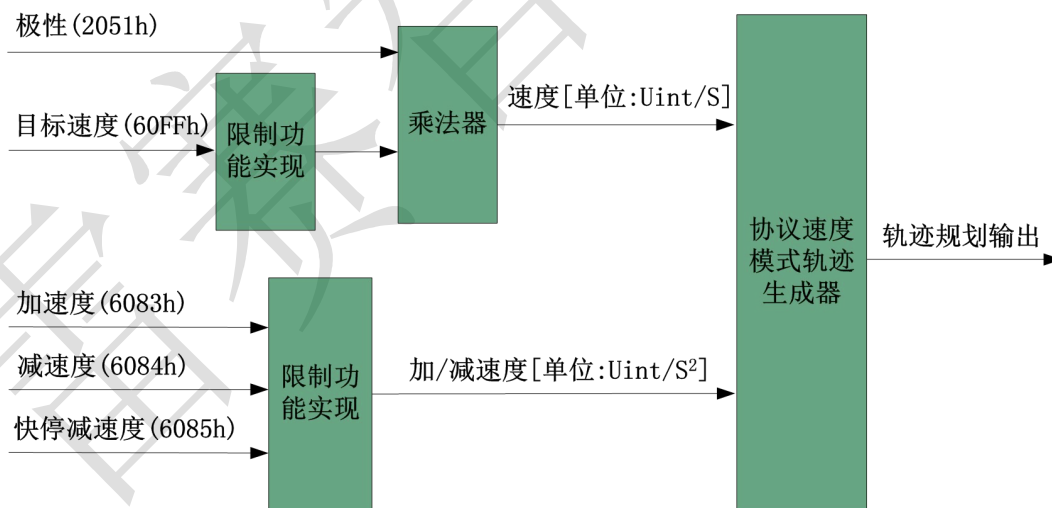 极性(2051h)
目标速度(60FFh)
限制功
能实现
乘法器
速度[单位:Uint/S]
加速度(6083h)
减速度(6084h)
快停减速度(6085h)
限制功
能实现
加/减速度[单位:Uint/S²]
协议速度
模式轨迹
生成器
轨迹规划输出